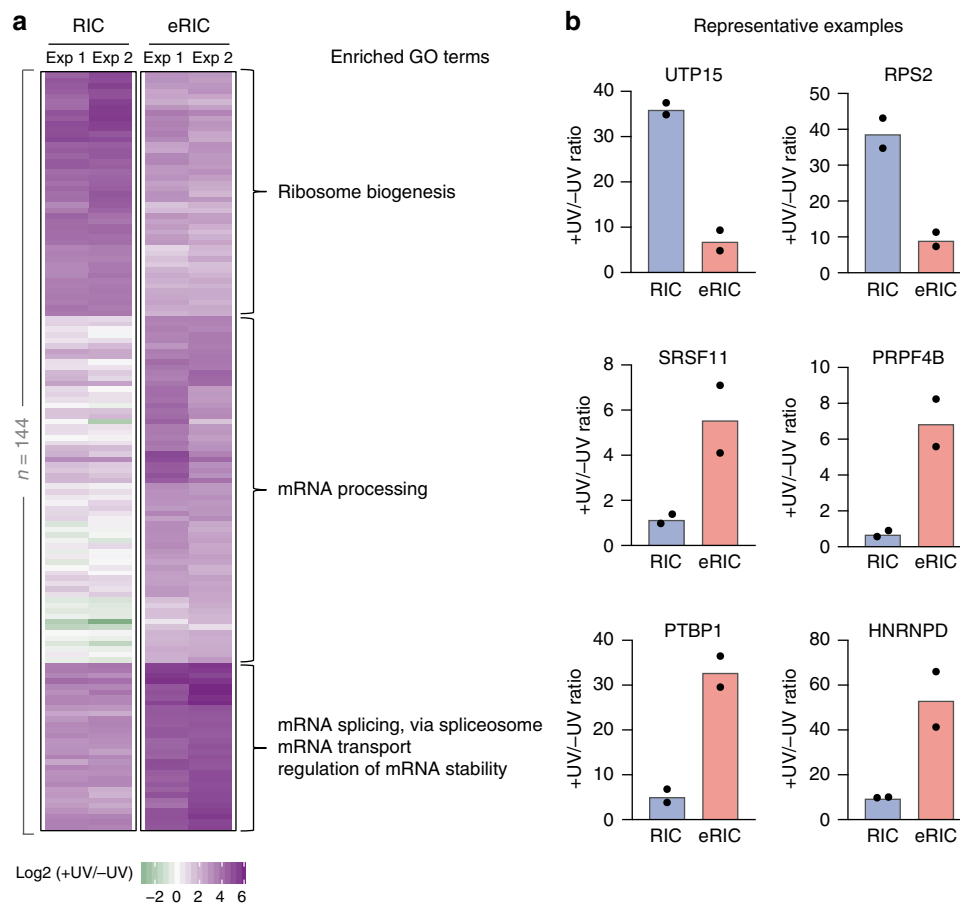 a
RIC eRIC
Exp 1 Exp 2 Exp 1 Exp 2
Enriched GO terms
n = 144
Ribosome biogenesis
mRNA processing
mRNA splicing, via spliceosome
mRNA transport
regulation of mRNA stability
Log2 (+UV/–UV)
–2 0 2 4 6
b
Representative examples
UTP15
+UV/–UV ratio
40
30
20
10
0
RIC eRIC
RPS2
+UV/–UV ratio
50
40
30
20
10
0
RIC eRIC
SRSF11
+UV/–UV ratio
8
6
4
2
0
RIC eRIC
PRPF4B
+UV/–UV ratio
10
8
6
4
2
0
RIC eRIC
PTBP1
+UV/–UV ratio
40
30
20
10
0
RIC eRIC
HNRNPD
+UV/–UV ratio
80
60
40
20
0
RIC eRIC